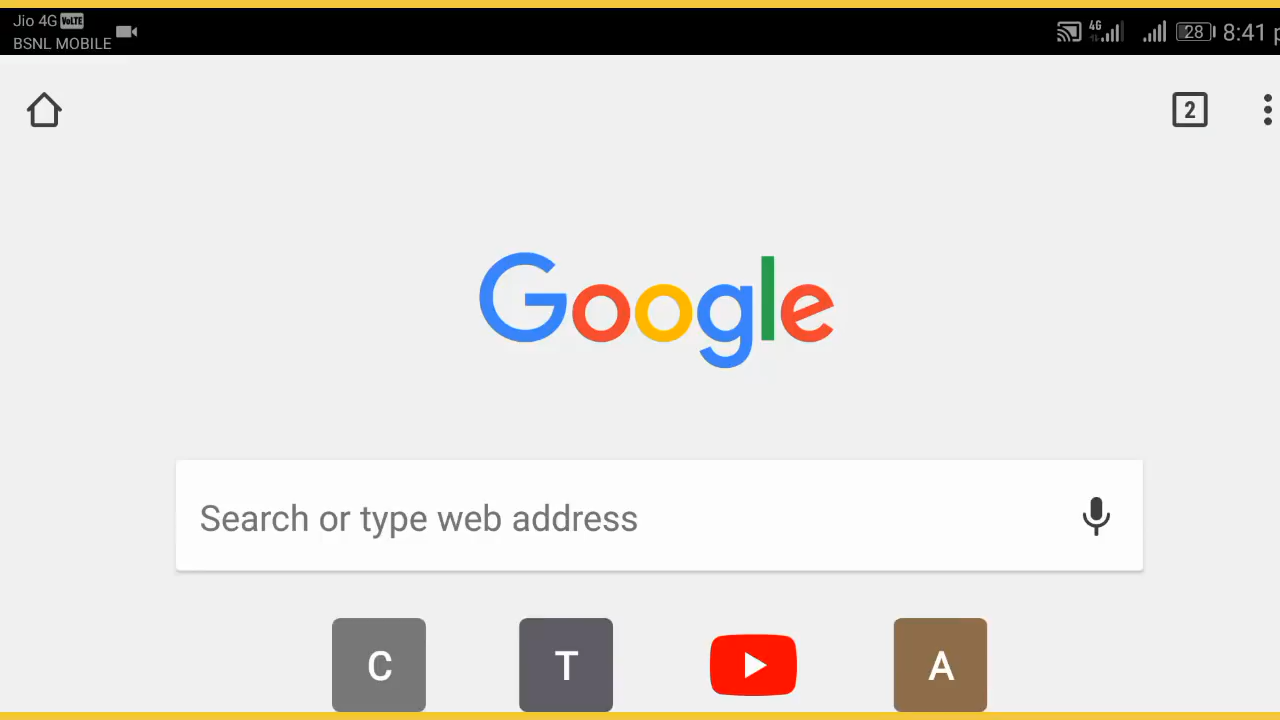 Jio 4G VoLTE
BSNL MOBILE
4G 28 8:41 p
2
Google
Search or type web address
C T A